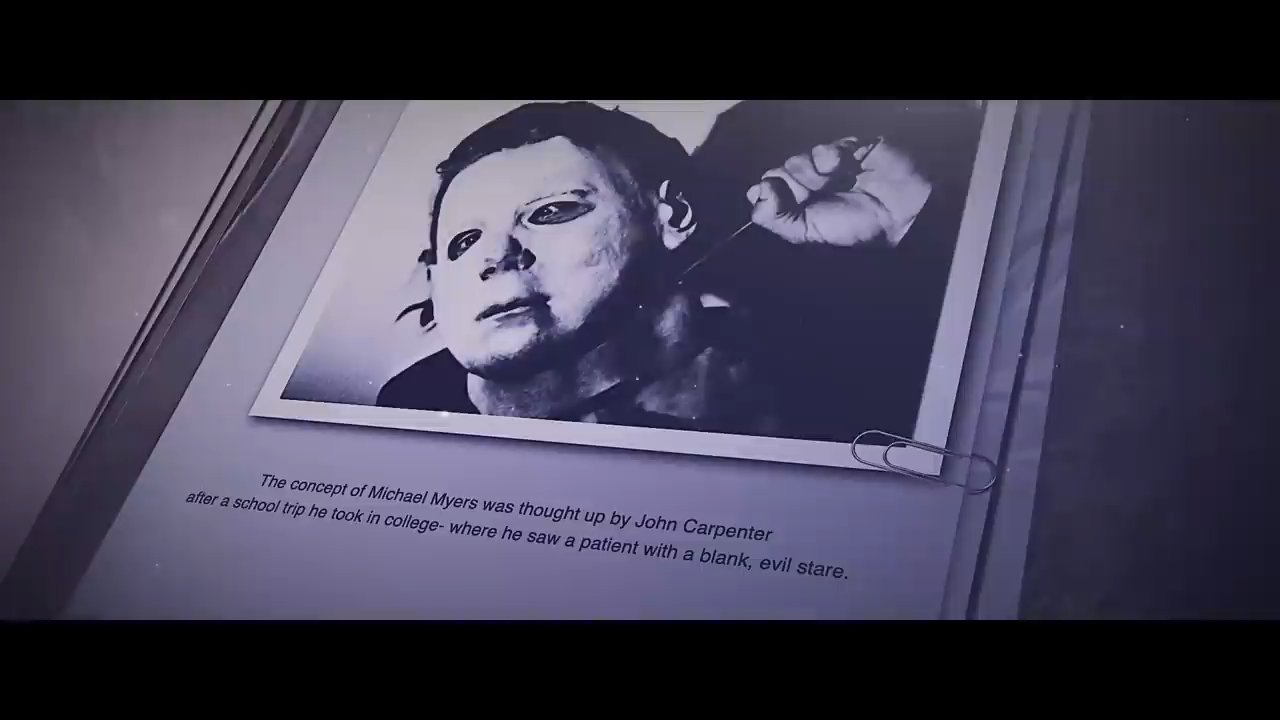 The concept of Michael Myers was thought up by John Carpenter
after a school trip he took in college- where he saw a patient with a blank, evil stare.